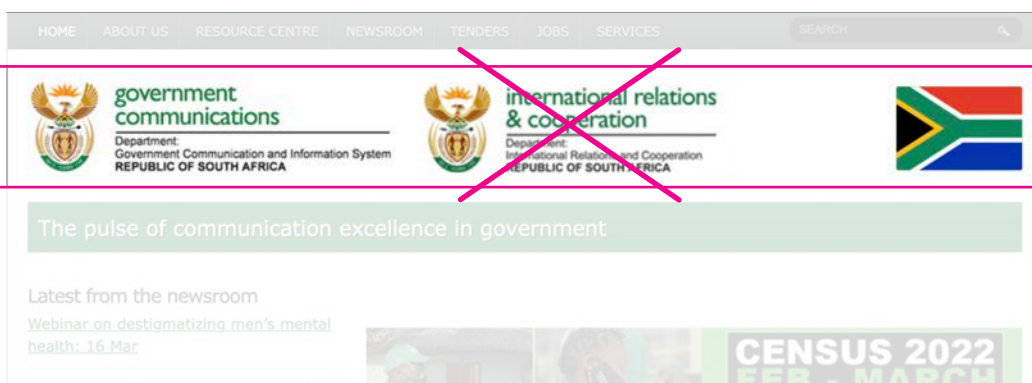 HOME ABOUT US RESOURCE CENTRE NEWSROOM TENDERS JOBS SERVICES SEARCH
government
communications
Department:
Government Communication and Information System
REPUBLIC OF SOUTH AFRICA
international relations
& cooperation
Department:
International Relations and Cooperation
REPUBLIC OF SOUTH AFRICA
The pulse of communication excellence in government
Latest from the newsroom
Webinar on destigmatizing men's mental
health: 16 Mar
CENSUS 2022
FEB - MARCH